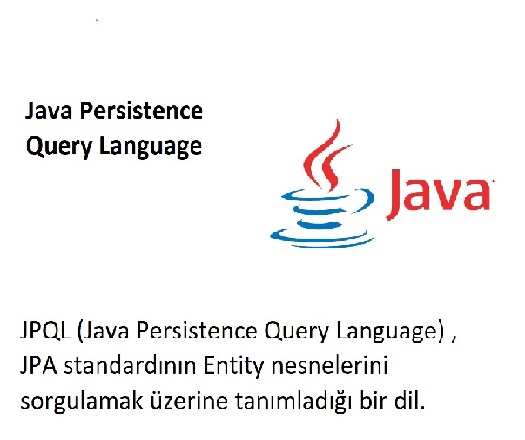 Java Persistence
Query Language
Java
JPQL (Java Persistence Query Language) ,
JPA standardının Entity nesnelerini
sorgulamak üzerine tanımladığı bir dil.